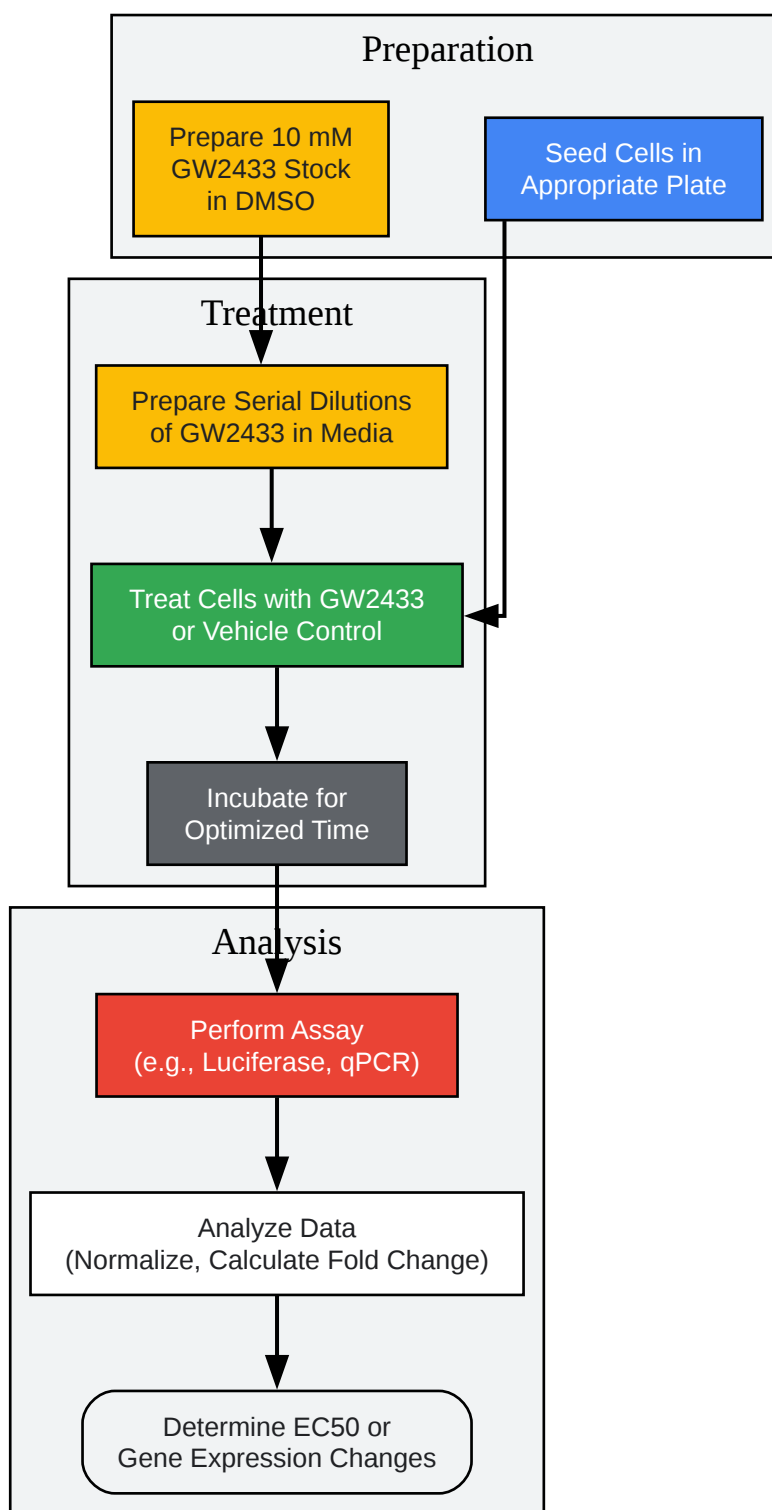 Preparation
Prepare 10 mM
GW2433 Stock
in DMSO
Seed Cells in
Appropriate Plate
Treatment
Prepare Serial Dilutions
of GW2433 in Media
Treat Cells with GW2433
or Vehicle Control
Incubate for
Optimized Time
Analysis
Perform Assay
(e.g., Luciferase, qPCR)
Analyze Data
(Normalize, Calculate Fold Change)
Determine EC50 or
Gene Expression Changes